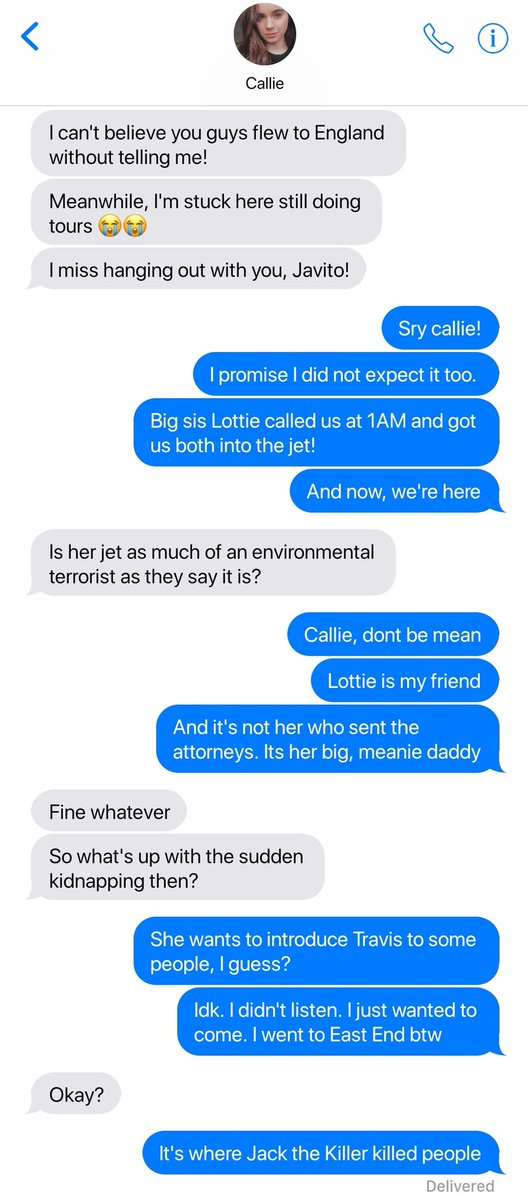 Callie
I can't believe you guys flew to England
without telling me!
Meanwhile, I'm stuck here still doing
tours 😭😭
I miss hanging out with you, Javito!
Sry callie!
I promise I did not expect it too.
Big sis Lottie called us at 1AM and got
us both into the jet!
And now, we're here
Is her jet as much of an environmental
terrorist as they say it is?
Callie, dont be mean
Lottie is my friend
And it's not her who sent the
attorneys. Its her big, meanie daddy
Fine whatever
So what's up with the sudden
kidnapping then?
She wants to introduce Travis to some
people, I guess?
Idk. I didn't listen. I just wanted to
come. I went to East End btw
Okay?
It's where Jack the Killer killed people
Delivered